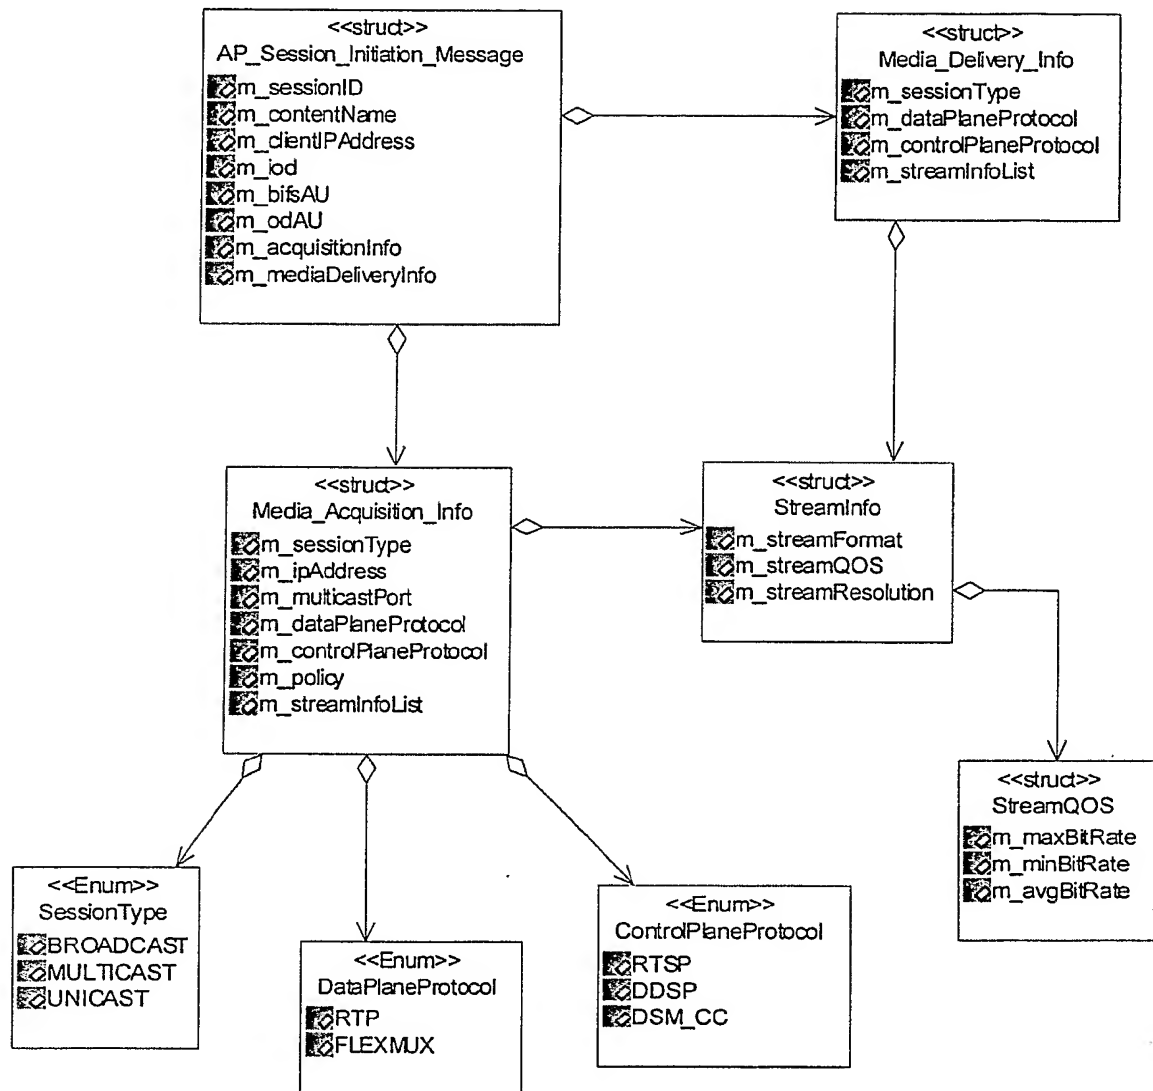 <<struct>>
AP_Session_Initiation_Message
m_sessionID
m_contentName
m_clientIPAddress
m_iod
m_bifsAU
m_odAU
m_acquisitionInfo
m_mediaDeliveryInfo
<<struct>>
Media_Delivery_Info
m_sessionType
m_dataPlaneProtocol
m_controlPlaneProtocol
m_streamInfoList
<<struct>>
Media_Acquisition_Info
m_sessionType
m_ipAddress
m_multicastPort
m_dataPlaneProtocol
m_controlPlaneProtocol
m_policy
m_streamInfoList
<<struct>>
StreamInfo
m_streamFormat
m_streamQOS
m_streamResolution
<<struct>>
StreamQOS
m_maxBitRate
m_minBitRate
m_avgBitRate
<<Enum>>
SessionType
BROADCAST
MULTICAST
UNICAST
<<Enum>>
DataPlaneProtocol
RTP
FLEXMUX
<<Enum>>
ControlPlaneProtocol
RTSP
DDSP
DSM_CC